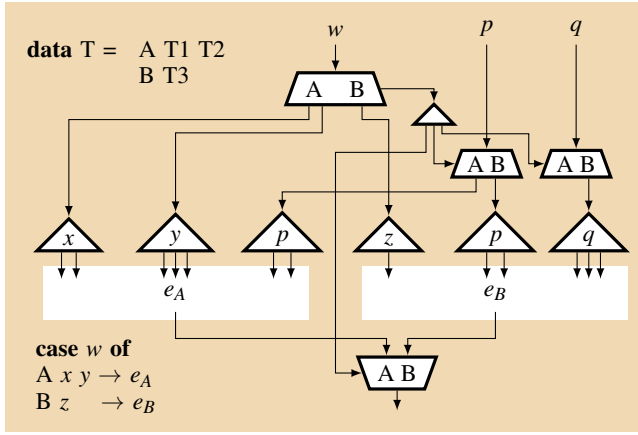 data T = A T1 T2
B T3
w
p
q
A B
A B
A B
x
y
p
z
p
q
e_A
e_B
A B
case w of
A x y → e_A
B z → e_B